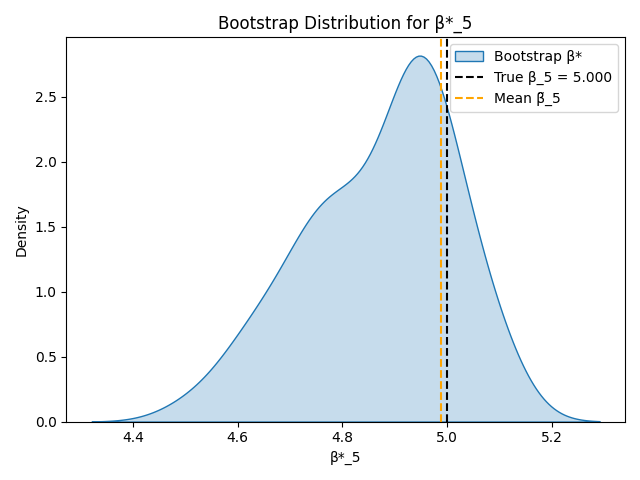 Bootstrap Distribution for β*_5
Bootstrap β*
True β_5 = 5.000
Mean β̂_5
Density
2.5
2.0
1.5
1.0
0.5
0.0
4.4 4.6 4.8 5.0 5.2
β*_5